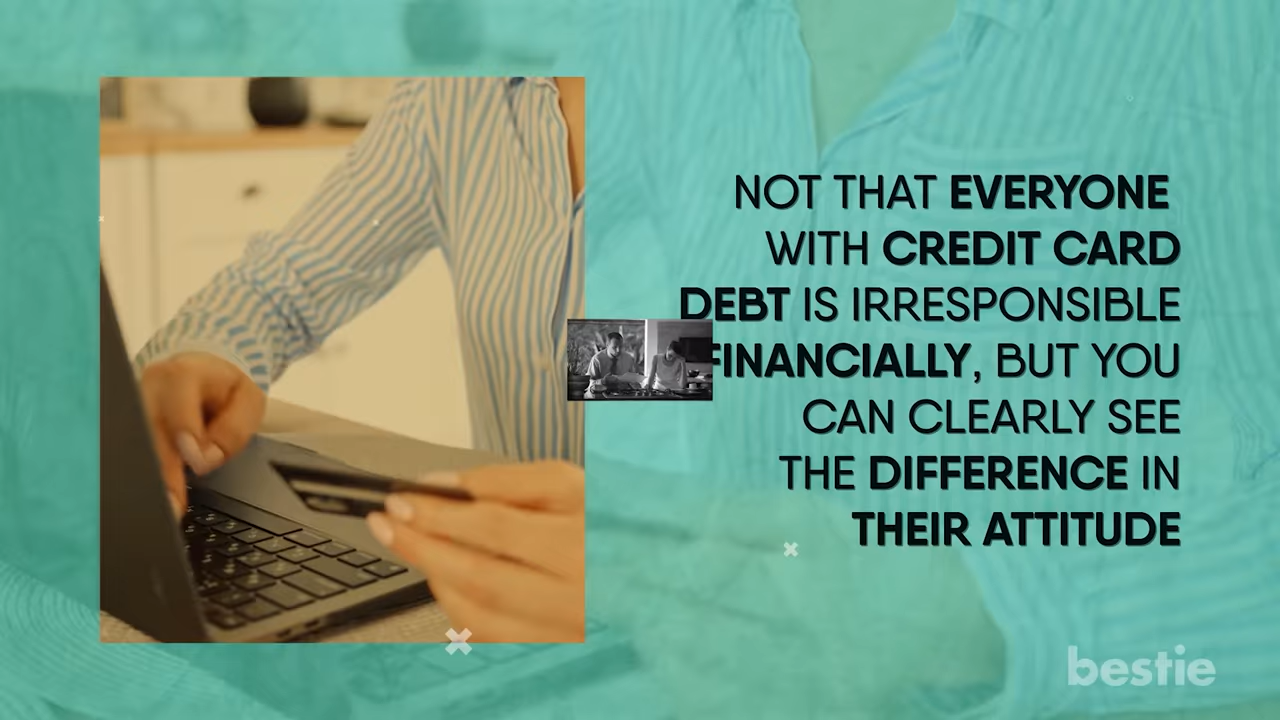 NOT THAT EVERYONE
WITH CREDIT CARD
DEBT IS IRRESPONSIBLE
FINANCIALLY, BUT YOU
CAN CLEARLY SEE
THE DIFFERENCE IN
THEIR ATTITUDE
bestie